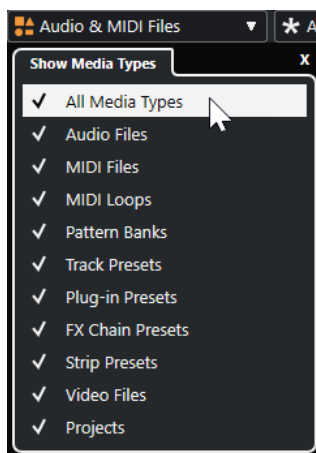 Audio & MIDI Files A
Show Media Types x
All Media Types
Audio Files
MIDI Files
MIDI Loops
Pattern Banks
Track Presets
Plug-in Presets
FX Chain Presets
Strip Presets
Video Files
Projects